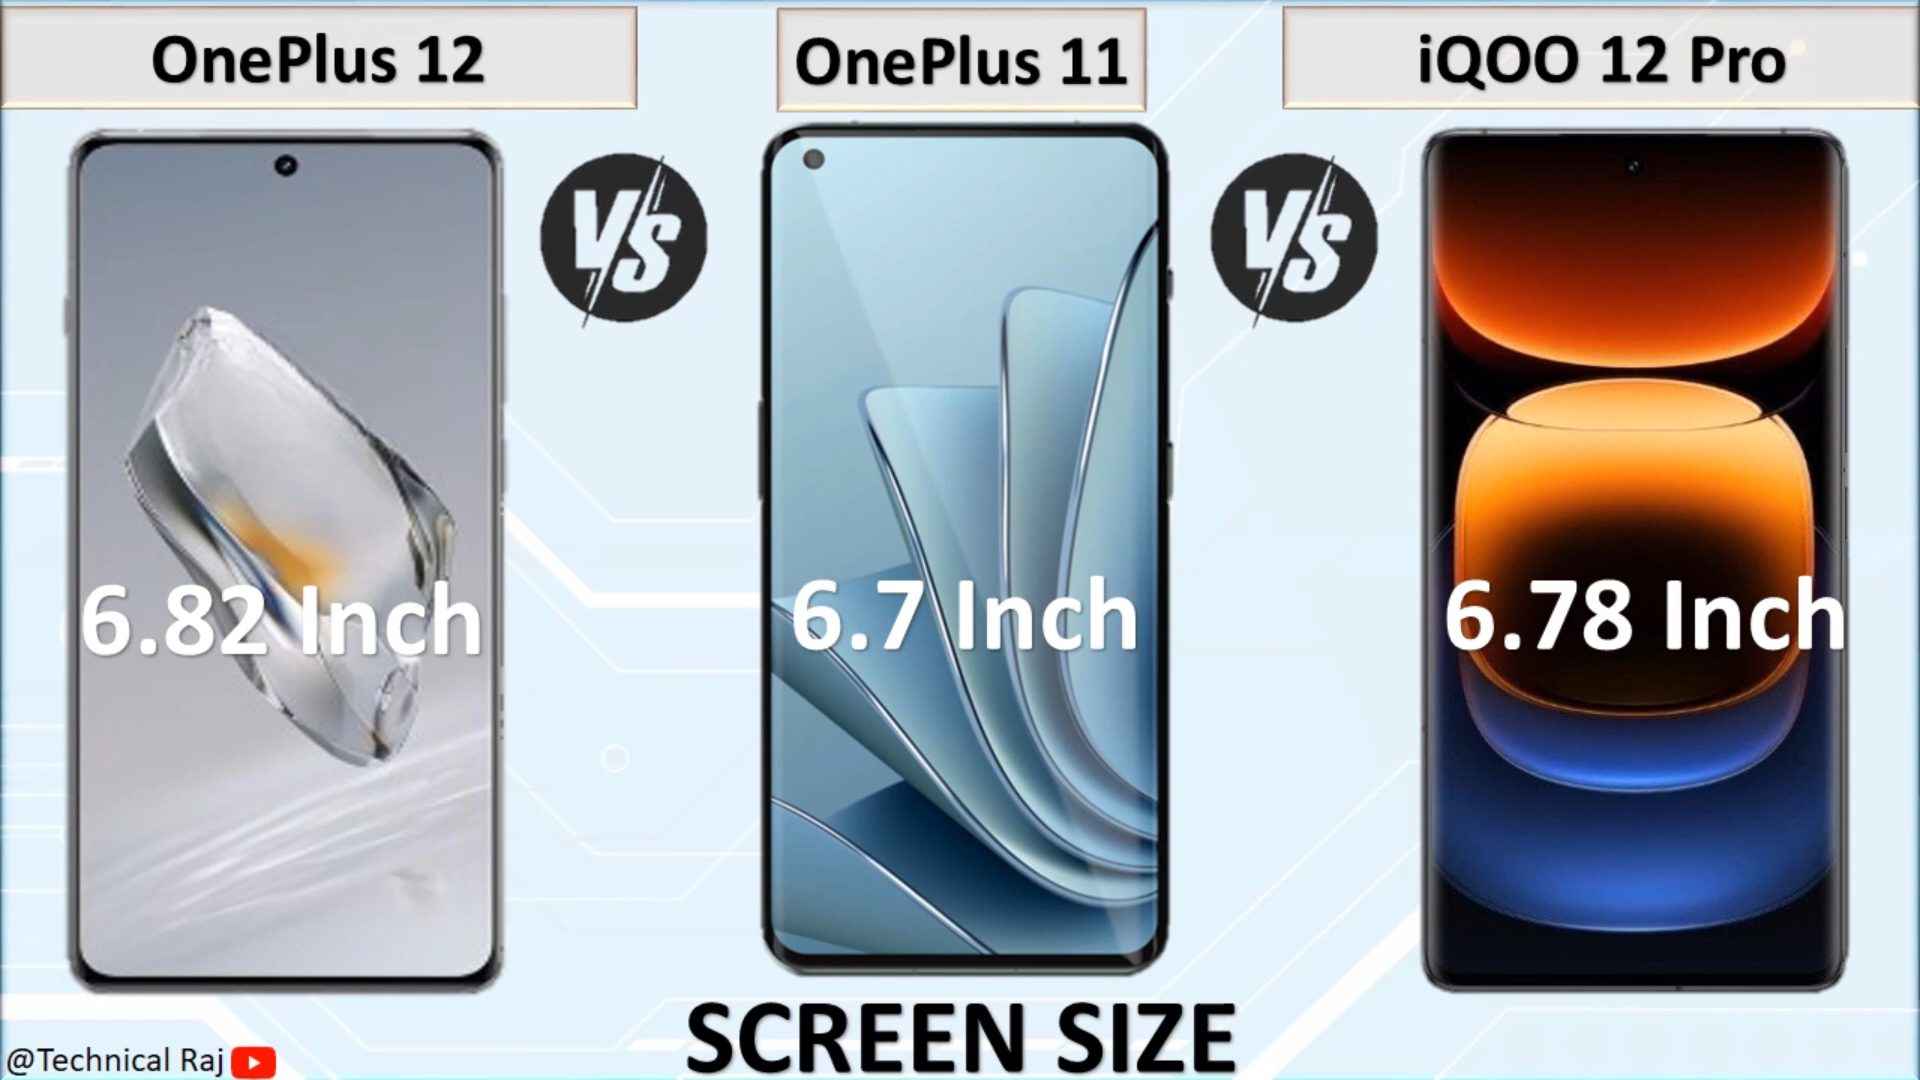 OnePlus 12
OnePlus 11
iQOO 12 Pro
VS
VS
6.82 Inch
6.7 Inch
6.78 Inch
SCREEN SIZE
@Technical Raj